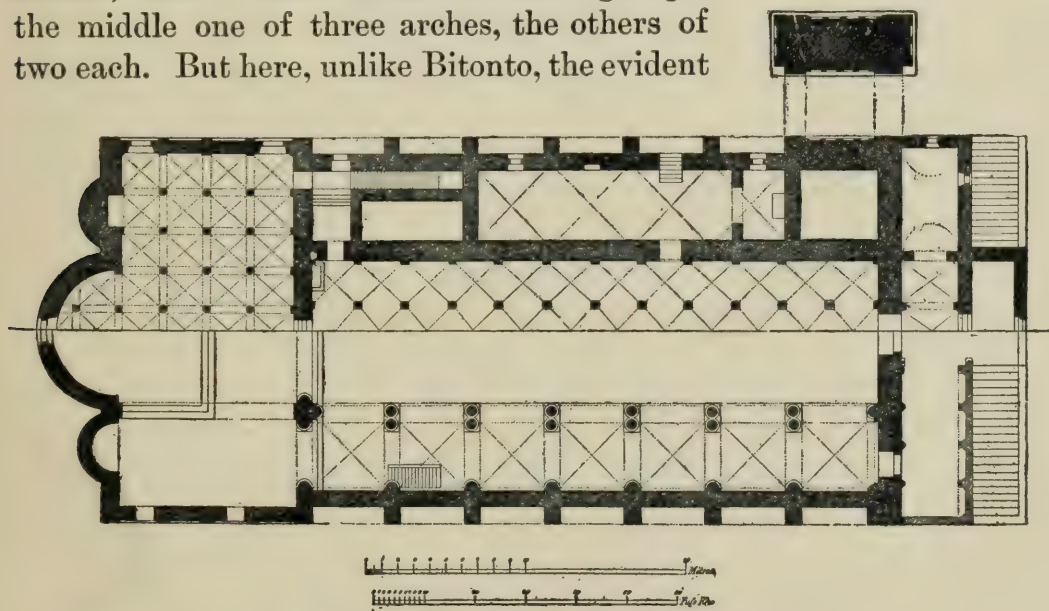 the middle one of three arches, the others of
two each. But here, unlike Bitonto, the evident